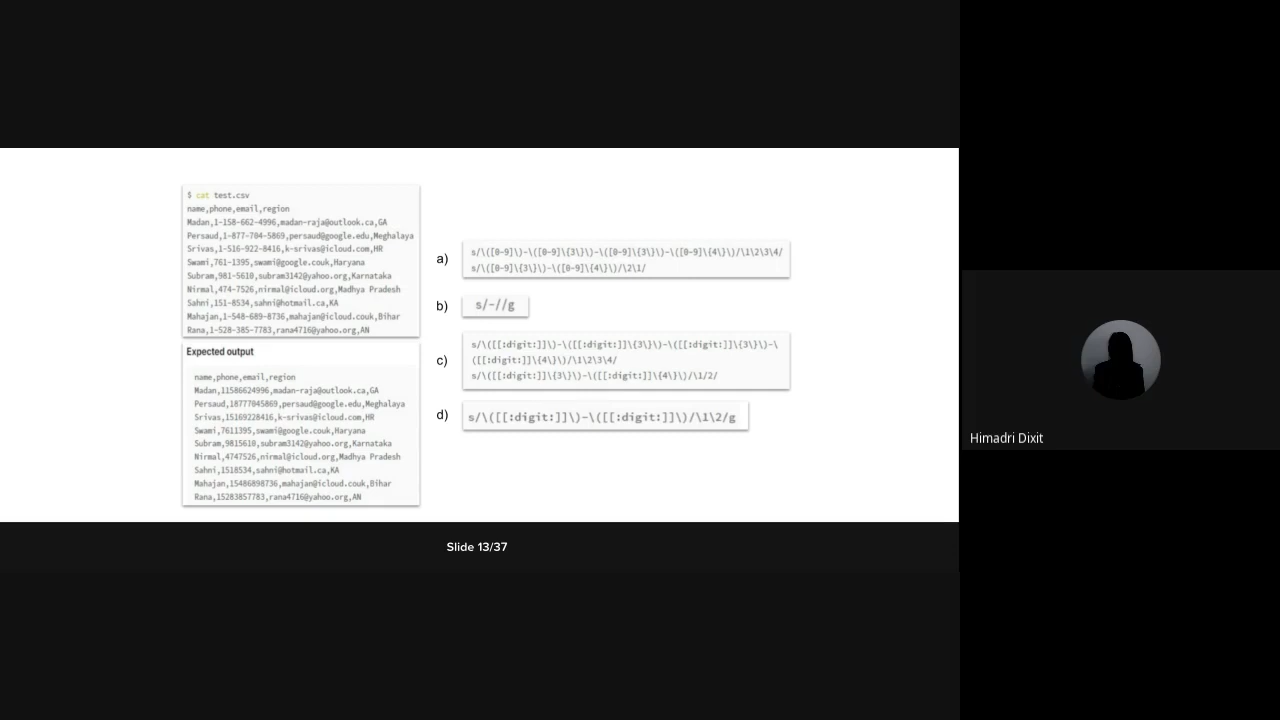 $ cat test.csv
name,phone,email,region
Madan,1-158-662-4996,madan-raja@outlook.ca,GA
Persaud,1-877-704-5869,persaud@google.edu,Meghalaya
Srivas,1-516-922-8416,k-srivas@icloud.com,HR
Swami,761-1395,swami@google.couk,Haryana
Subram,981-5610,subram3142@yahoo.org,Karnataka
Nirmal,474-7526,nirmal@icloud.org,Madhya Pradesh
Sahni,151-8534,sahni@hotmail.ca,KA
Mahajan,1-548-689-8736,mahajan@icloud.couk,Bihar
Rana,1-528-385-7783,rana4716@yahoo.org,AN
Expected output
name,phone,email,region
Madan,11586624996,madan-raja@outlook.ca,GA
Persaud,18777045869,persaud@google.edu,Meghalaya
Srivas,15169228416,k-srivas@icloud.com,HR
Swami,7611395,swami@google.couk,Haryana
Subram,9815610,subram3142@yahoo.org,Karnataka
Nirmal,4747526,nirmal@icloud.org,Madhya Pradesh
Sahni,1518534,sahni@hotmail.ca,KA
Mahajan,15486898736,mahajan@icloud.couk,Bihar
Rana,15283857783,rana4716@yahoo.org,AN
a)
s/\([0-9]\)-\([0-9]\{3\}\)-\([0-9]\{3\}\)-\([0-9]\{4\}\)/\1\2\3\4/
s/\([0-9]\{3\}\)-\([0-9]\{4\}\)/\2\1/
b) s/-//g
c)
s/\([[:digit:]]\)-\([[:digit:]]\{3\}\)-\([[:digit:]]\{3\}\)-\
([[:digit:]]\{4\}\)/\1\2\3\4/
s/\([[:digit:]]\{3\}\)-\([[:digit:]]\{4\}\)/\1/2/
d) s/\([[:digit:]]\)-\([[:digit:]]\)/\1\2/g
Slide 13/37
Himadri Dixit